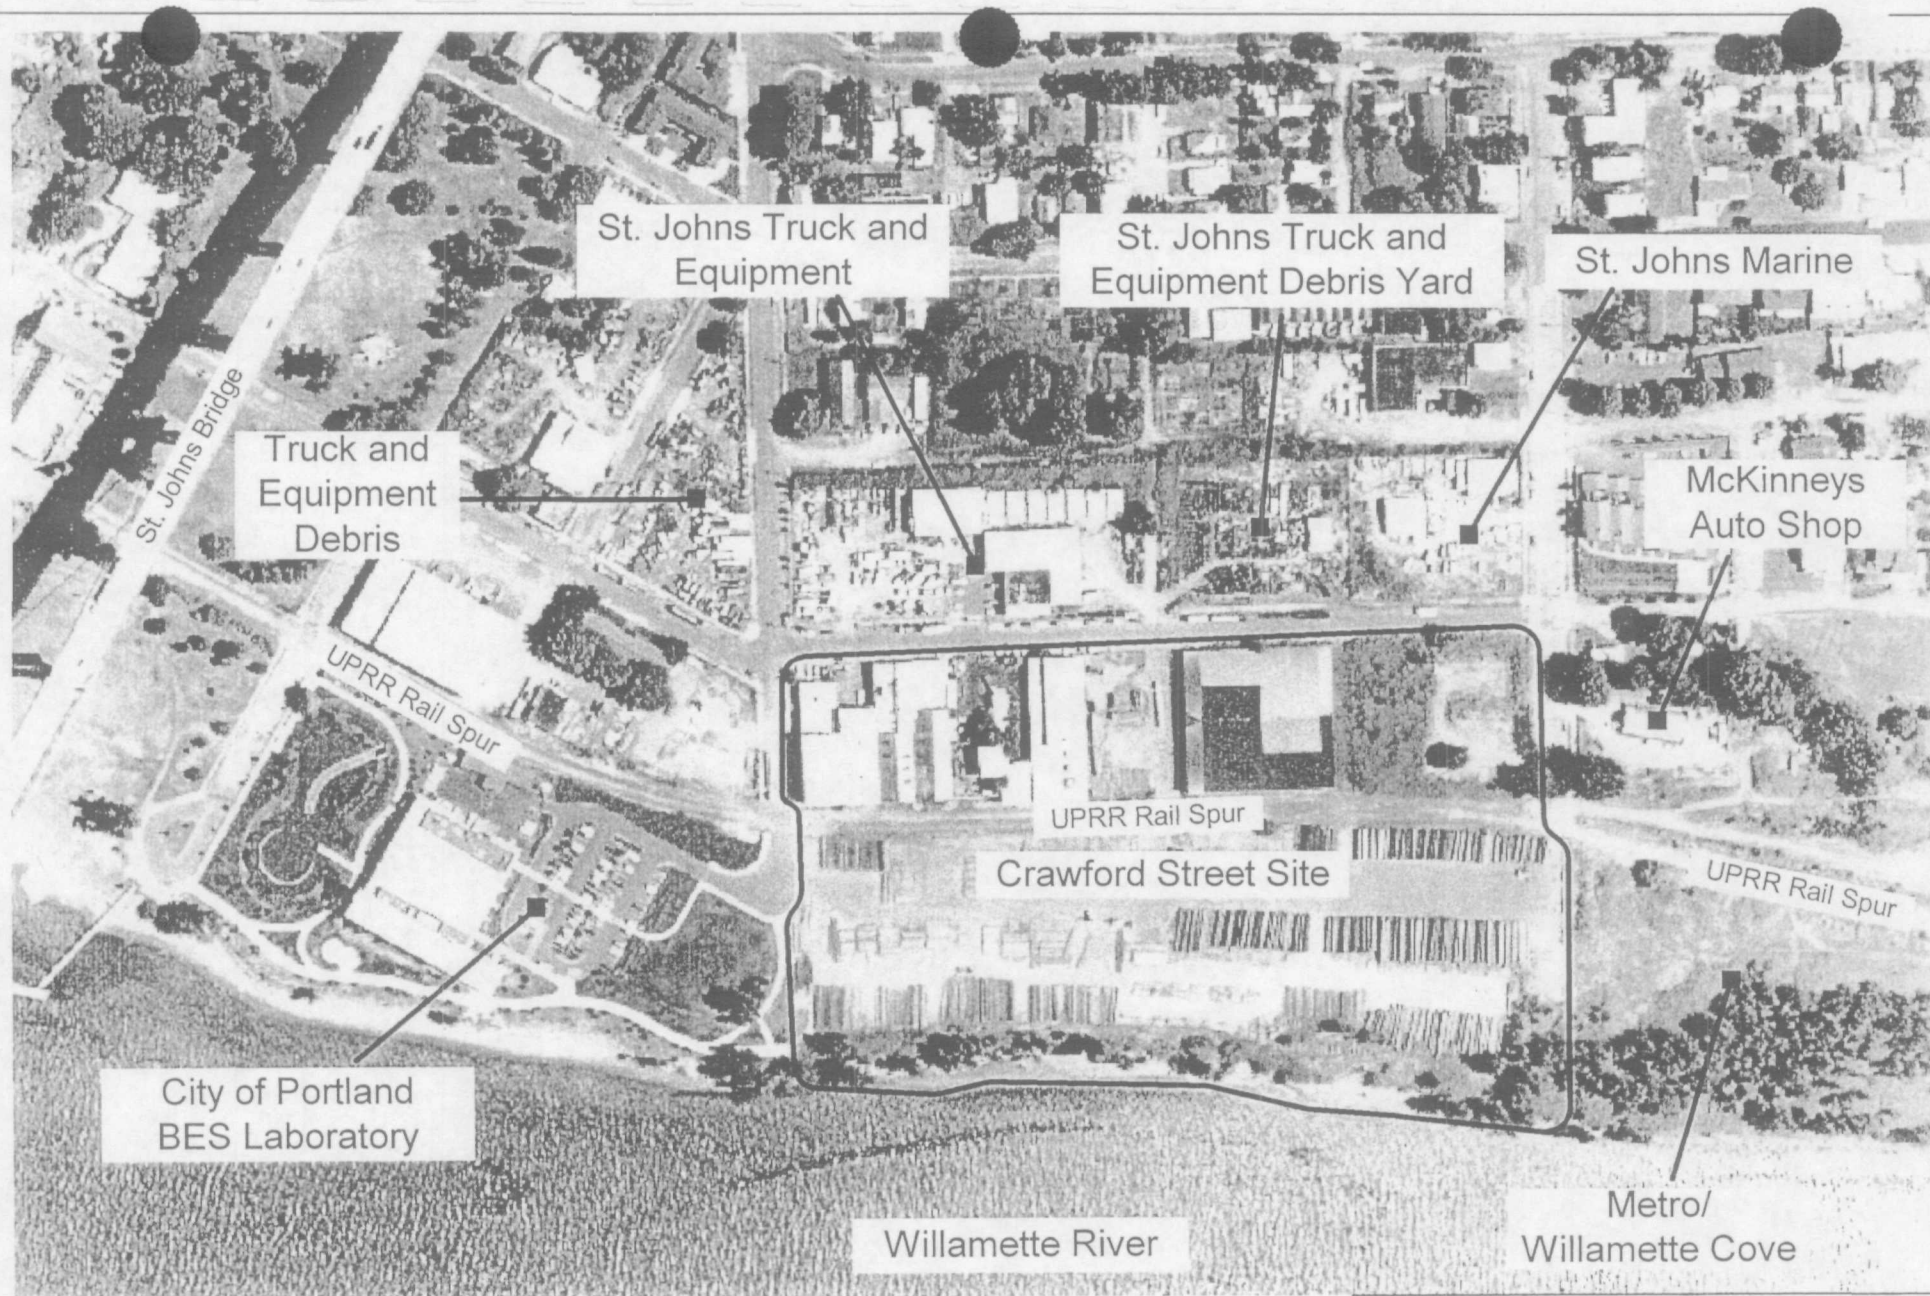 St. Johns Truck and
Equipment
St. Johns Truck and
Equipment Debris Yard
St. Johns Marine
St. Johns Bridge
Truck and
Equipment
Debris
McKinneys
Auto Shop
UPRR Rail Spur
UPRR Rail Spur
Crawford Street Site
UPRR Rail Spur
City of Portland
BES Laboratory
Willamette River
Metro/
Willamette Cove